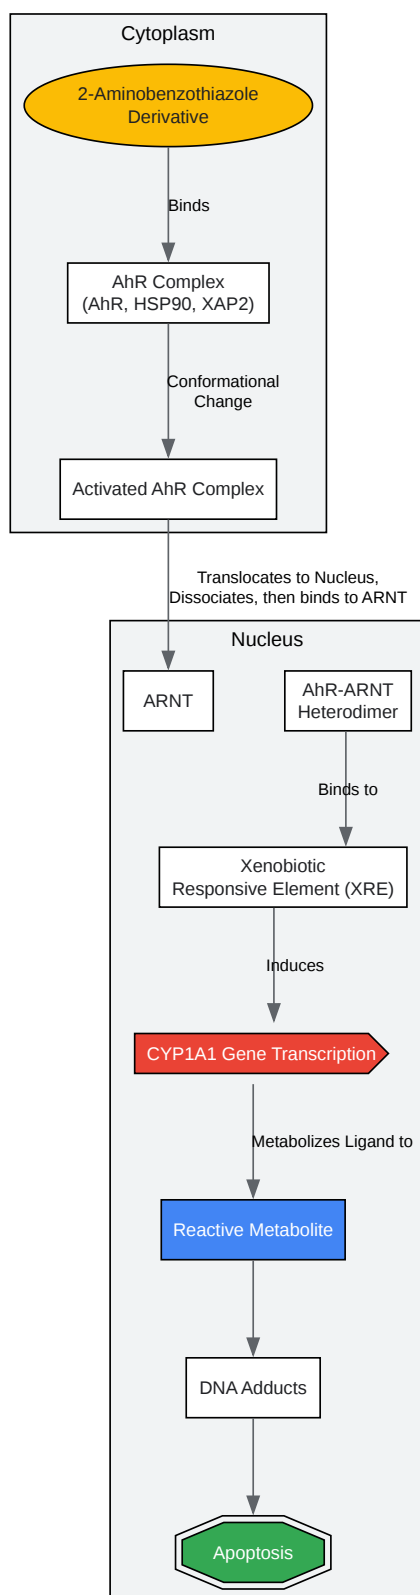 Cytoplasm
2-Aminobenzothiazole
Derivative
Binds
AhR Complex
(AhR, HSP90, XAP2)
Conformational
Change
Activated AhR Complex
Translocates to Nucleus,
Dissociates, then binds to ARNT
Nucleus
ARNT
AhR-ARNT
Heterodimer
Binds to
Xenobiotic
Responsive Element (XRE)
Induces
CYP1A1 Gene Transcription
Metabolizes Ligand to
Reactive Metabolite
DNA Adducts
Apoptosis